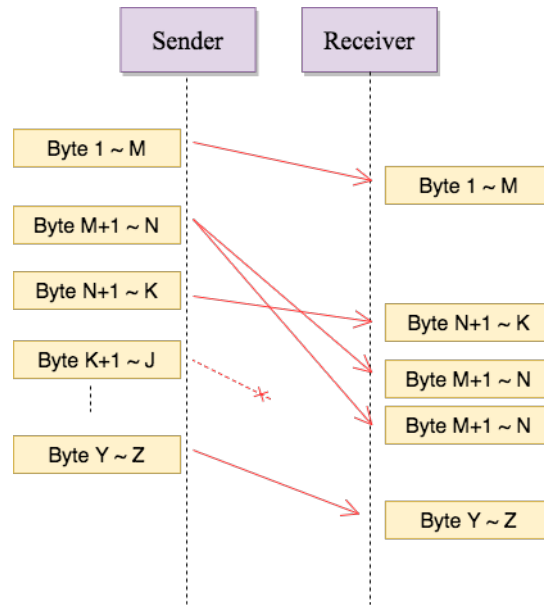 Sender
Receiver
Byte 1 ~ M
Byte 1 ~ M
Byte M+1 ~ N
Byte N+1 ~ K
Byte N+1 ~ K
Byte K+1 ~ J
Byte M+1 ~ N
Byte M+1 ~ N
Byte Y ~ Z
Byte Y ~ Z